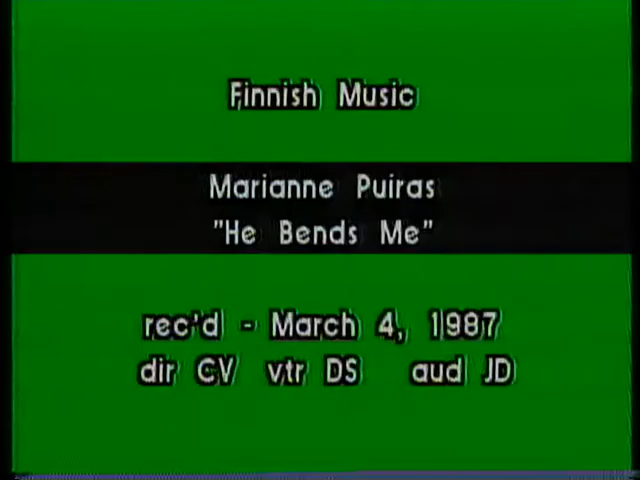 Finnish Music
Marianne Puiras
"He Bends Me"
rec'd - March 4, 1987
dir CV vtr DS aud JD